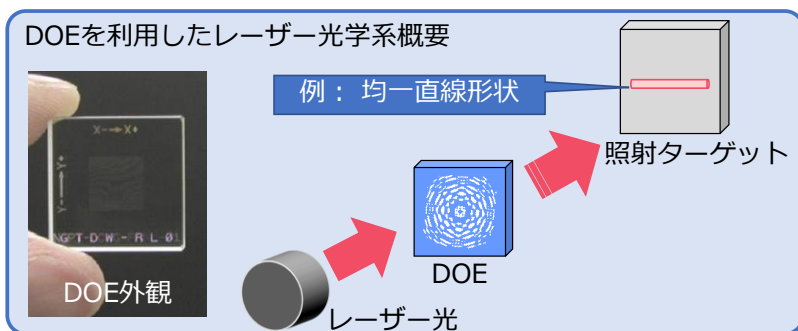 DOEを利用したレーザー光学系概要
例： 均一直線形状
照射ターゲット
X-→X+
Y-→Y+
DOE
DOE外観
レーザー光